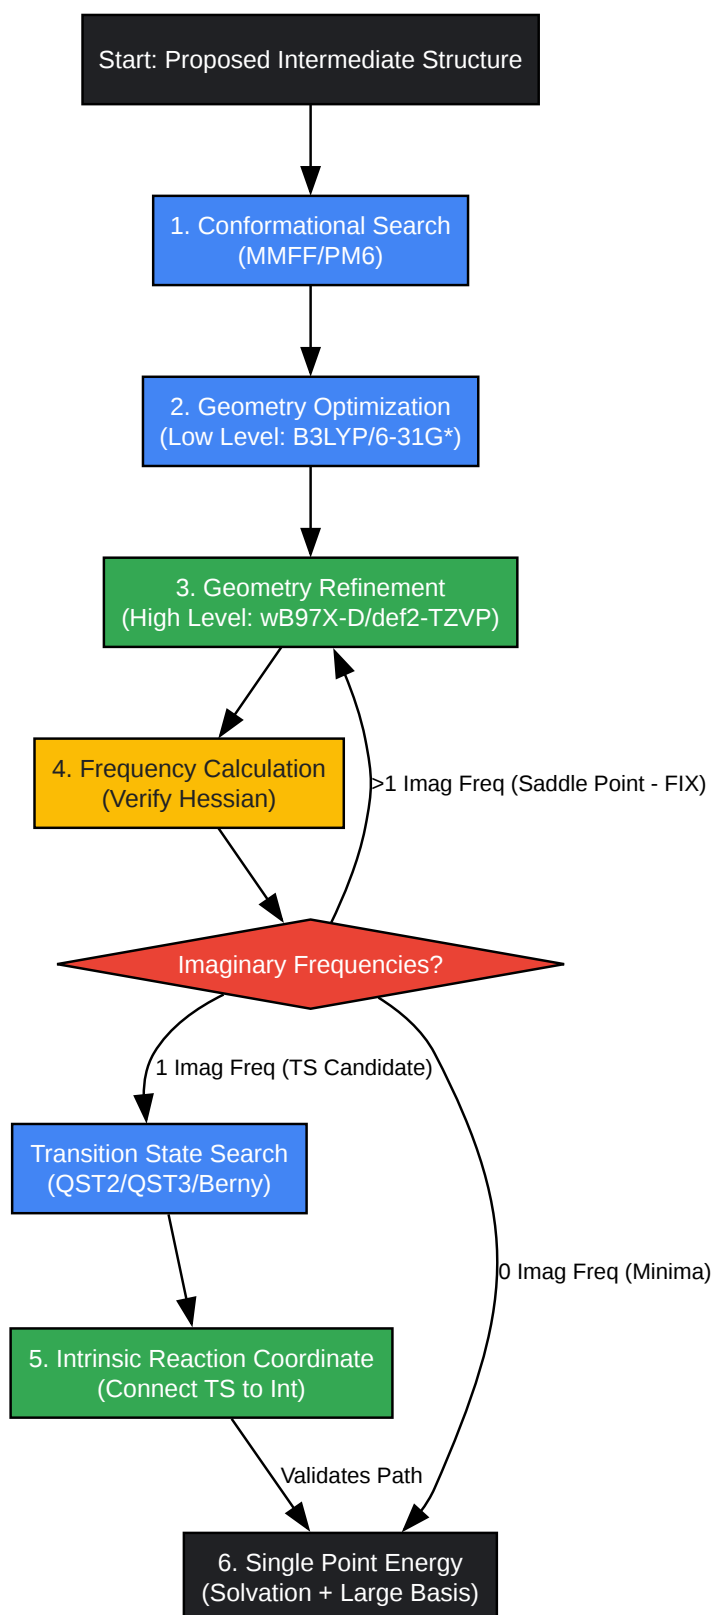 Start: Proposed Intermediate Structure
1. Conformational Search
(MMFF/PM6)
2. Geometry Optimization
(Low Level: B3LYP/6-31G*)
3. Geometry Refinement
(High Level: wB97X-D/def2-TZVP)
4. Frequency Calculation
(Verify Hessian)
>1 Imag Freq (Saddle Point - FIX)
Imaginary Frequencies?
1 Imag Freq (TS Candidate)
Transition State Search
(QST2/QST3/Berny)
0 Imag Freq (Minima)
5. Intrinsic Reaction Coordinate
(Connect TS to Int)
Validates Path
6. Single Point Energy
(Solvation + Large Basis)